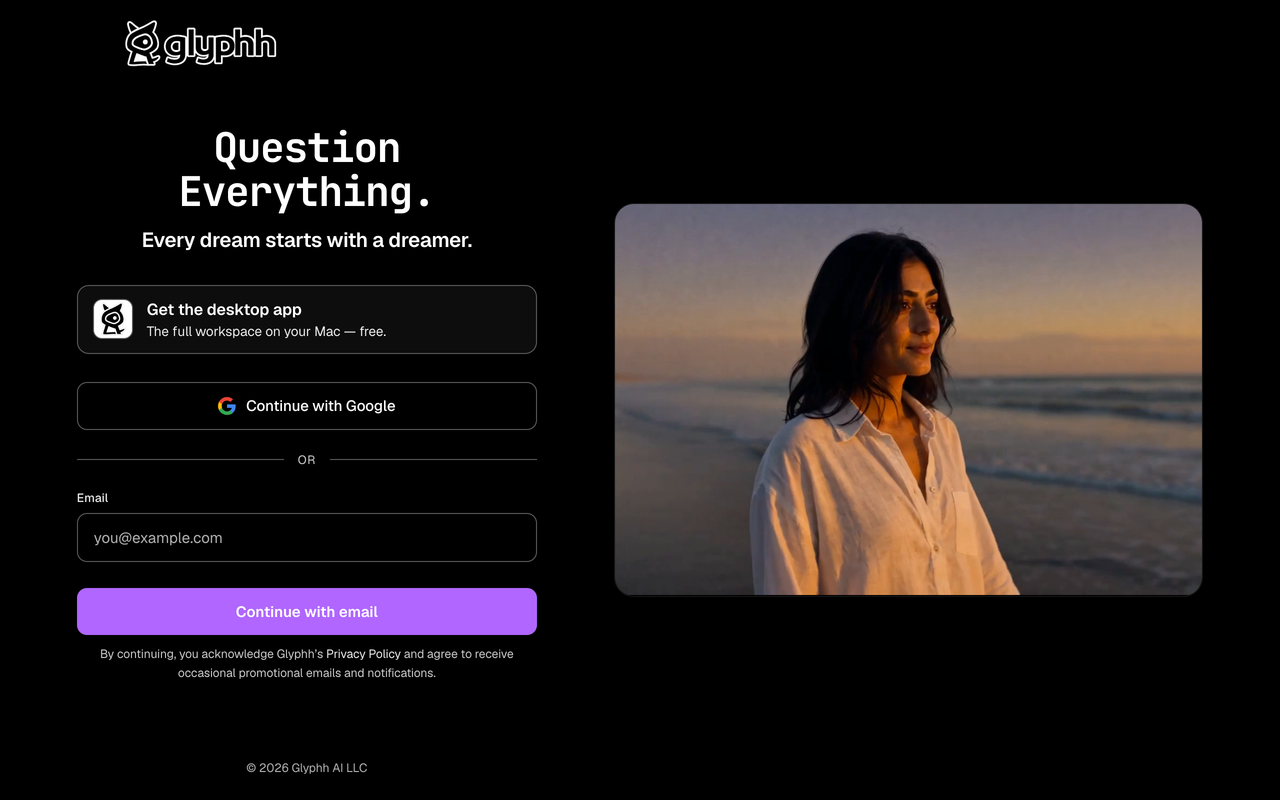 glyphh
Question
Everything.
Every dream starts with a dreamer.
Get the desktop app
The full workspace on your Mac — free.
Continue with Google
OR
Email
you@example.com
Continue with email
By continuing, you acknowledge Glyphh's Privacy Policy and agree to receive
occasional promotional emails and notifications.
© 2026 Glyphh AI LLC